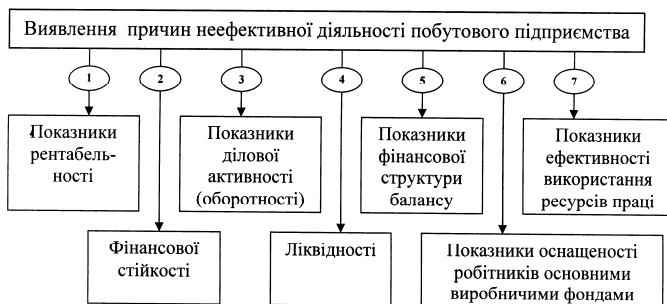 Виявлення причин неефективної діяльності побутового підприємства
1
2
3
4
5
6
7
Показники
рентабель-
ності
Показники
ділової
активності
(оборотності)
Показники
фінансової
структури
балансу
Показники
ефективності
використання
ресурсів праці
Фінансової
стійкості
Ліквідності
Показники оснащеності
робітників основними
виробничими фондами